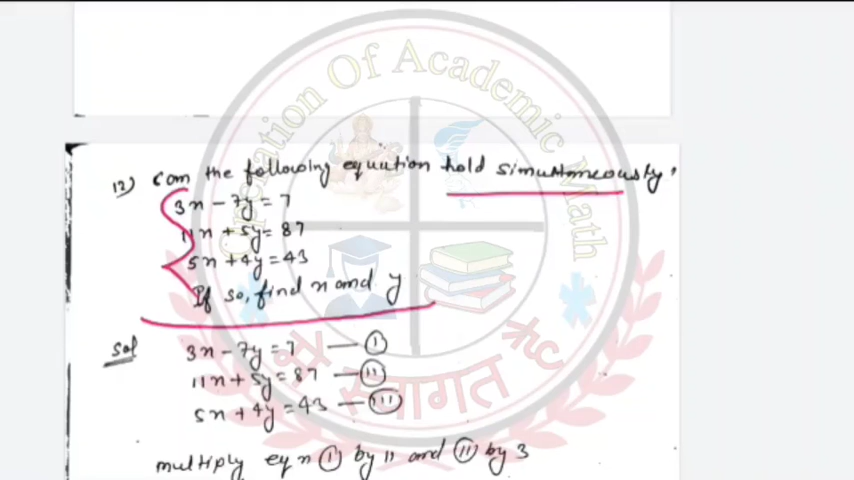 Operation Of Academic Math
12) Can the following equation hold simultaneously?
3x - 7y = 7
11x + 5y = 87
5x + 4y = 43
If so, find x and y
Sol
3x - 7y = 7 — (I)
11x + 5y = 87 — (II)
5x + 4y = 43 — (III)
multiply eqn (I) by 11 and (II) by 3
में स्वागत है